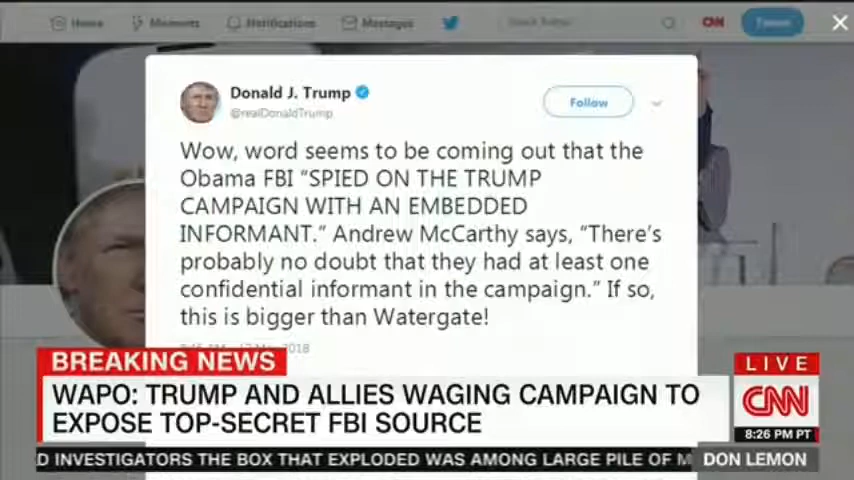 Home Moments Notifications Messages CNN
Donald J. Trump
@realDonaldTrump
Follow
Wow, word seems to be coming out that the
Obama FBI "SPIED ON THE TRUMP
CAMPAIGN WITH AN EMBEDDED
INFORMANT." Andrew McCarthy says, "There's
probably no doubt that they had at least one
confidential informant in the campaign." If so,
this is bigger than Watergate!
2018
BREAKING NEWS
WAPO: TRUMP AND ALLIES WAGING CAMPAIGN TO
EXPOSE TOP-SECRET FBI SOURCE
LIVE
CNN
8:26 PM PT
D INVESTIGATORS THE BOX THAT EXPLODED WAS AMONG LARGE PILE OF M
DON LEMON